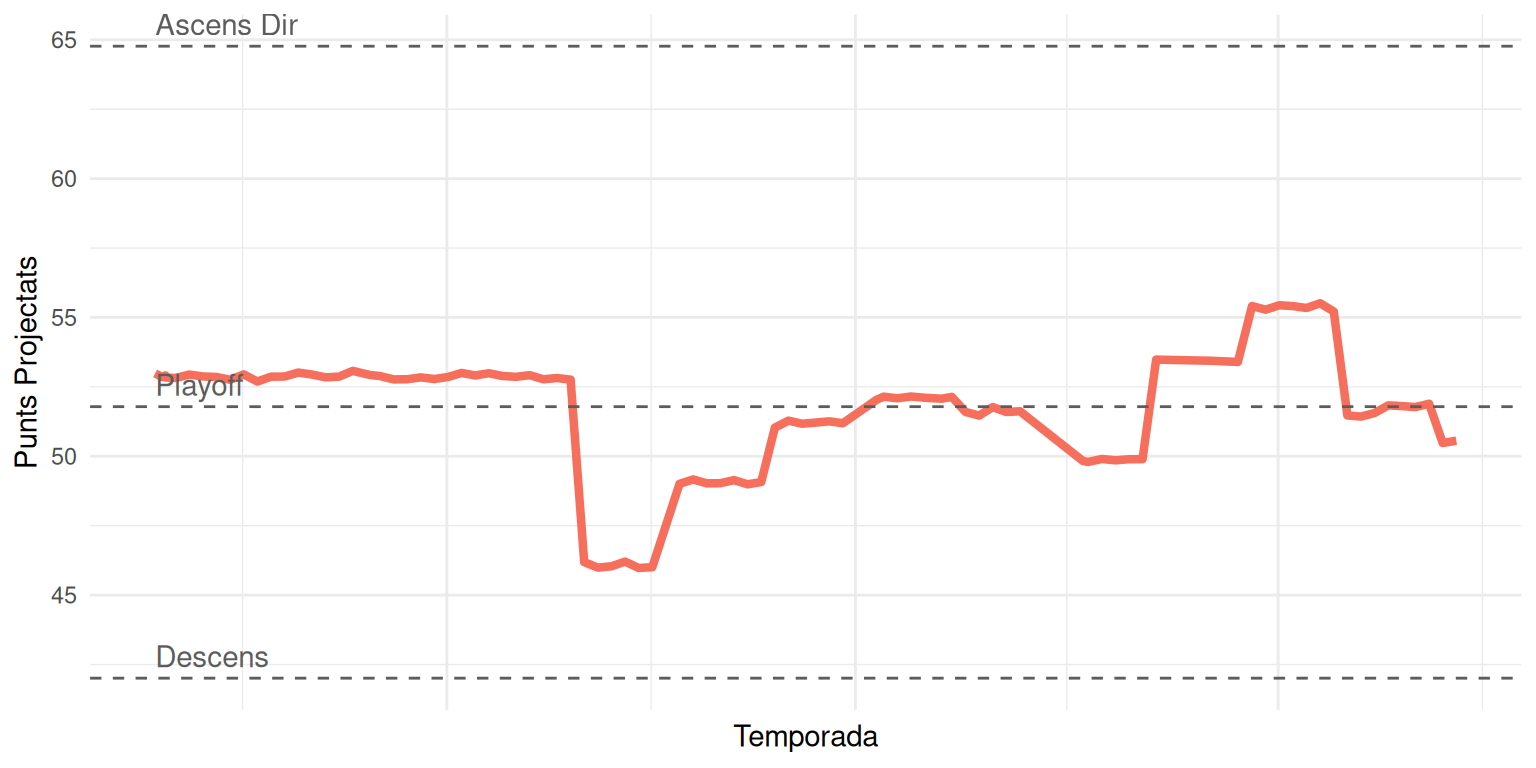 Ascens Dir
65
60
Punts Projectats
55
Playoff
50
45
Descens
Temporada